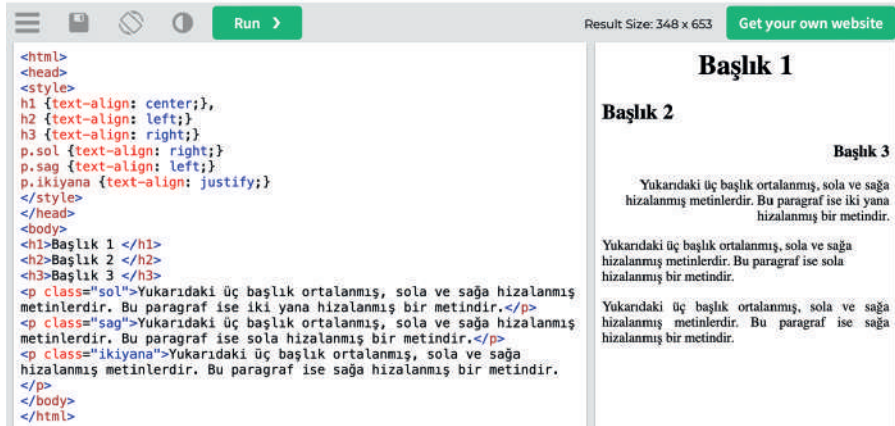 Run ❯
Result Size: 348 x 653
Get your own website
<html>
<head>
<style>
h1 {text-align: center;},
h2 {text-align: left;}
h3 {text-align: right;}
p.sol {text-align: right;}
p.sag {text-align: left;}
p.ikiyana {text-align: justify;}
</style>
</head>
<body>
<h1>Başlık 1 </h1>
<h2>Başlık 2 </h2>
<h3>Başlık 3 </h3>
<p class="sol">Yukarıdaki üç başlık ortalanmış, sola ve sağa hizalanmış
metinlerdir. Bu paragraf ise iki yana hizalanmış bir metindir.</p>
<p class="sag">Yukarıdaki üç başlık ortalanmış, sola ve sağa hizalanmış
metinlerdir. Bu paragraf ise sola hizalanmış bir metindir.</p>
<p class="ikiyana">Yukarıdaki üç başlık ortalanmış, sola ve sağa
hizalanmış metinlerdir. Bu paragraf ise sağa hizalanmış bir metindir.
</p>
</body>
</html>
Başlık 1
Başlık 2
Başlık 3
Yukarıdaki üç başlık ortalanmış, sola ve sağa
hizalanmış metinlerdir. Bu paragraf ise iki yana
hizalanmış bir metindir.
Yukarıdaki üç başlık ortalanmış, sola ve sağa
hizalanmış metinlerdir. Bu paragraf ise sola
hizalanmış bir metindir.
Yukarıdaki üç başlık ortalanmış, sola ve sağa
hizalanmış metinlerdir. Bu paragraf ise sağa
hizalanmış bir metindir.